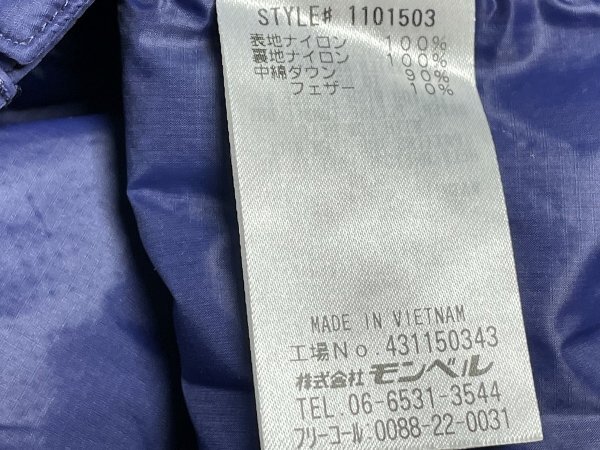 STYLE# 1101503
表地ナイロン 100%
裏地ナイロン 100%
中綿ダウン 90%
フェザー 10%
MADE IN VIETNAM
工場No.431150343
株式会社 モンベル
TEL.06-6531-3544
フリーコール:0088-22-0031